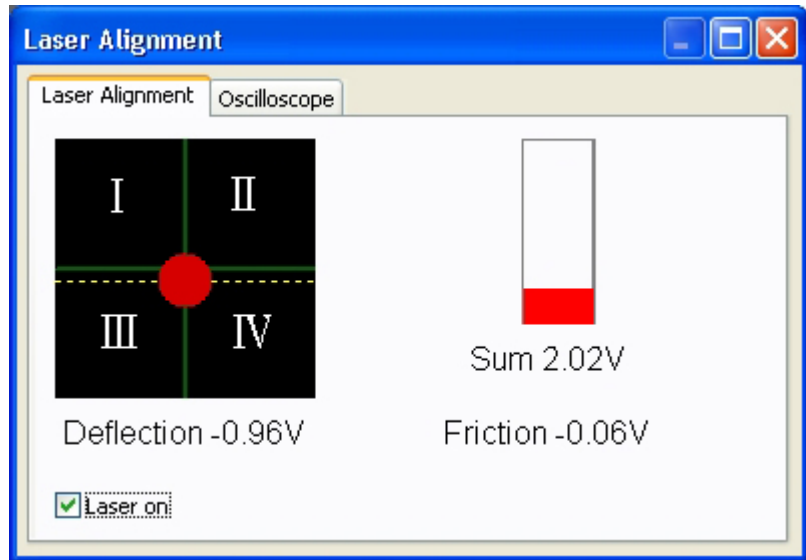 Laser Alignment
Laser Alignment Oscilloscope
I Ⅱ
Ⅲ Ⅳ
Sum 2.02V
Deflection -0.96V Friction -0.06V
Laser on